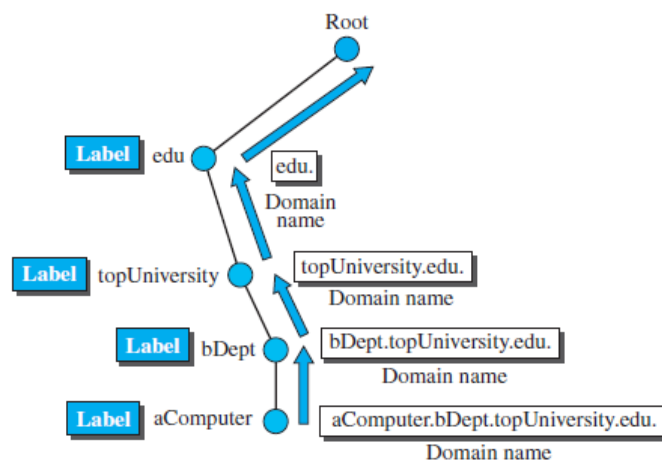 Root
Label edu
edu.
Domain
name
Label topUniversity
topUniversity.edu.
Domain name
Label bDept
bDept.topUniversity.edu.
Domain name
Label aComputer
aComputer.bDept.topUniversity.edu.
Domain name